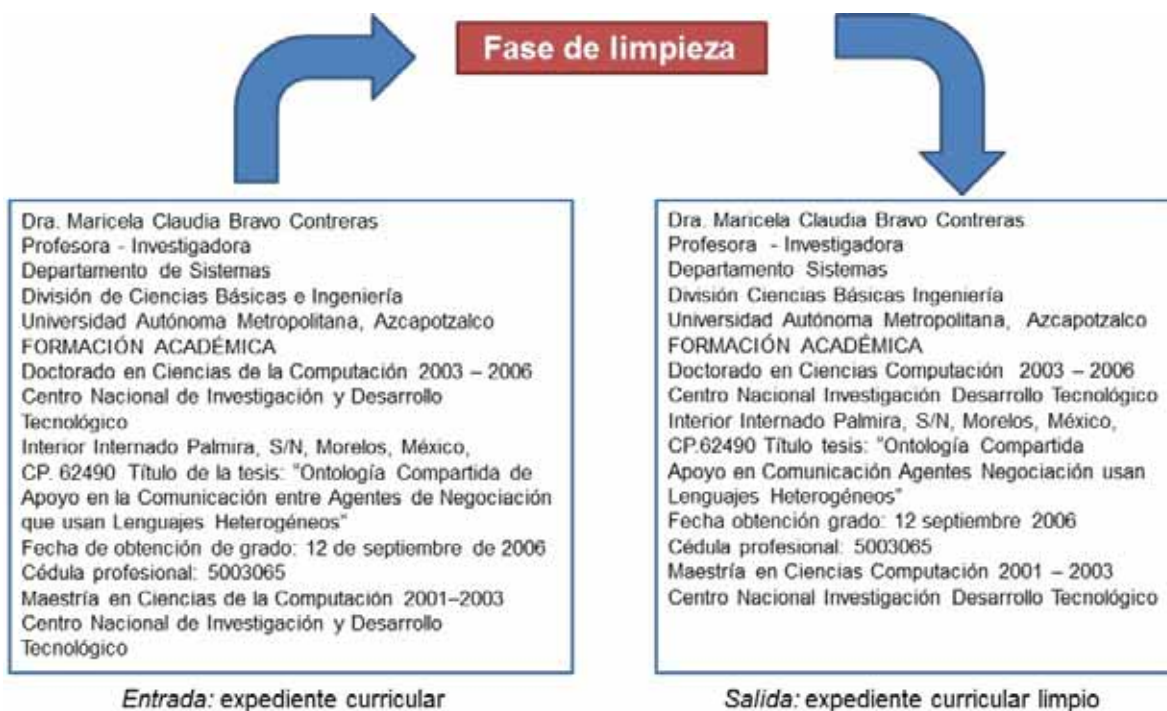 Fase de limpieza
Dra. Maricela Claudia Bravo Contreras
Profesora - Investigadora
Departamento de Sistemas
División de Ciencias Básicas e Ingeniería
Universidad Autónoma Metropolitana, Azcapotzalco
FORMACIÓN ACADÉMICA
Doctorado en Ciencias de la Computación 2003 – 2006
Centro Nacional de Investigación y Desarrollo
Tecnológico
Interior Internado Palmira, S/N, Morelos, México,
CP. 62490 Título de la tesis: "Ontología Compartida de
Apoyo en la Comunicación entre Agentes de Negociación
que usan Lenguajes Heterogéneos"
Fecha de obtención de grado: 12 de septiembre de 2006
Cédula profesional: 5003065
Maestría en Ciencias de la Computación 2001–2003
Centro Nacional de Investigación y Desarrollo
Tecnológico
Entrada: expediente curricular
Dra. Maricela Claudia Bravo Contreras
Profesora - Investigadora
Departamento Sistemas
División Ciencias Básicas Ingeniería
Universidad Autónoma Metropolitana, Azcapotzalco
FORMACIÓN ACADÉMICA
Doctorado en Ciencias Computación 2003 – 2006
Centro Nacional Investigación Desarrollo Tecnológico
Interior Internado Palmira, S/N, Morelos, México,
CP.62490 Título tesis: "Ontología Compartida
Apoyo en Comunicación Agentes Negociación usan
Lenguajes Heterogéneos"
Fecha obtención grado: 12 septiembre 2006
Cédula profesional: 5003065
Maestría en Ciencias Computación 2001 – 2003
Centro Nacional Investigación Desarrollo Tecnológico
Salida: expediente curricular limpio